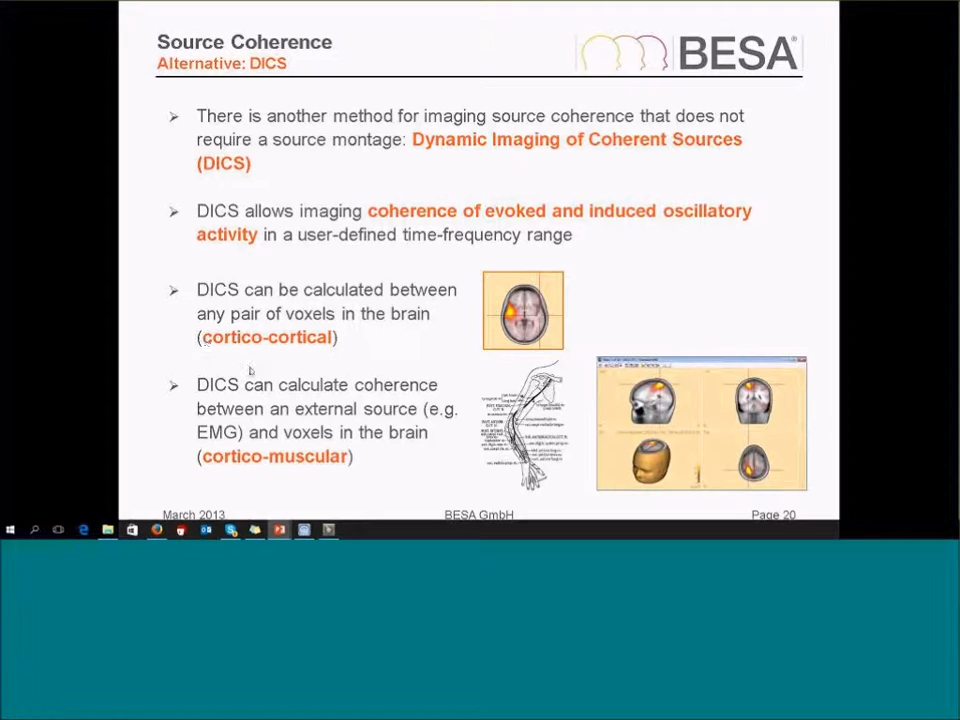 Source Coherence
Alternative: DICS
BESA®
➢ There is another method for imaging source coherence that does not
require a source montage: Dynamic Imaging of Coherent Sources
(DICS)
➢ DICS allows imaging coherence of evoked and induced oscillatory
activity in a user-defined time-frequency range
➢ DICS can be calculated between
any pair of voxels in the brain
(cortico-cortical)
➢ DICS can calculate coherence
between an external source (e.g.
EMG) and voxels in the brain
(cortico-muscular)
March 2013
BESA GmbH
Page 20